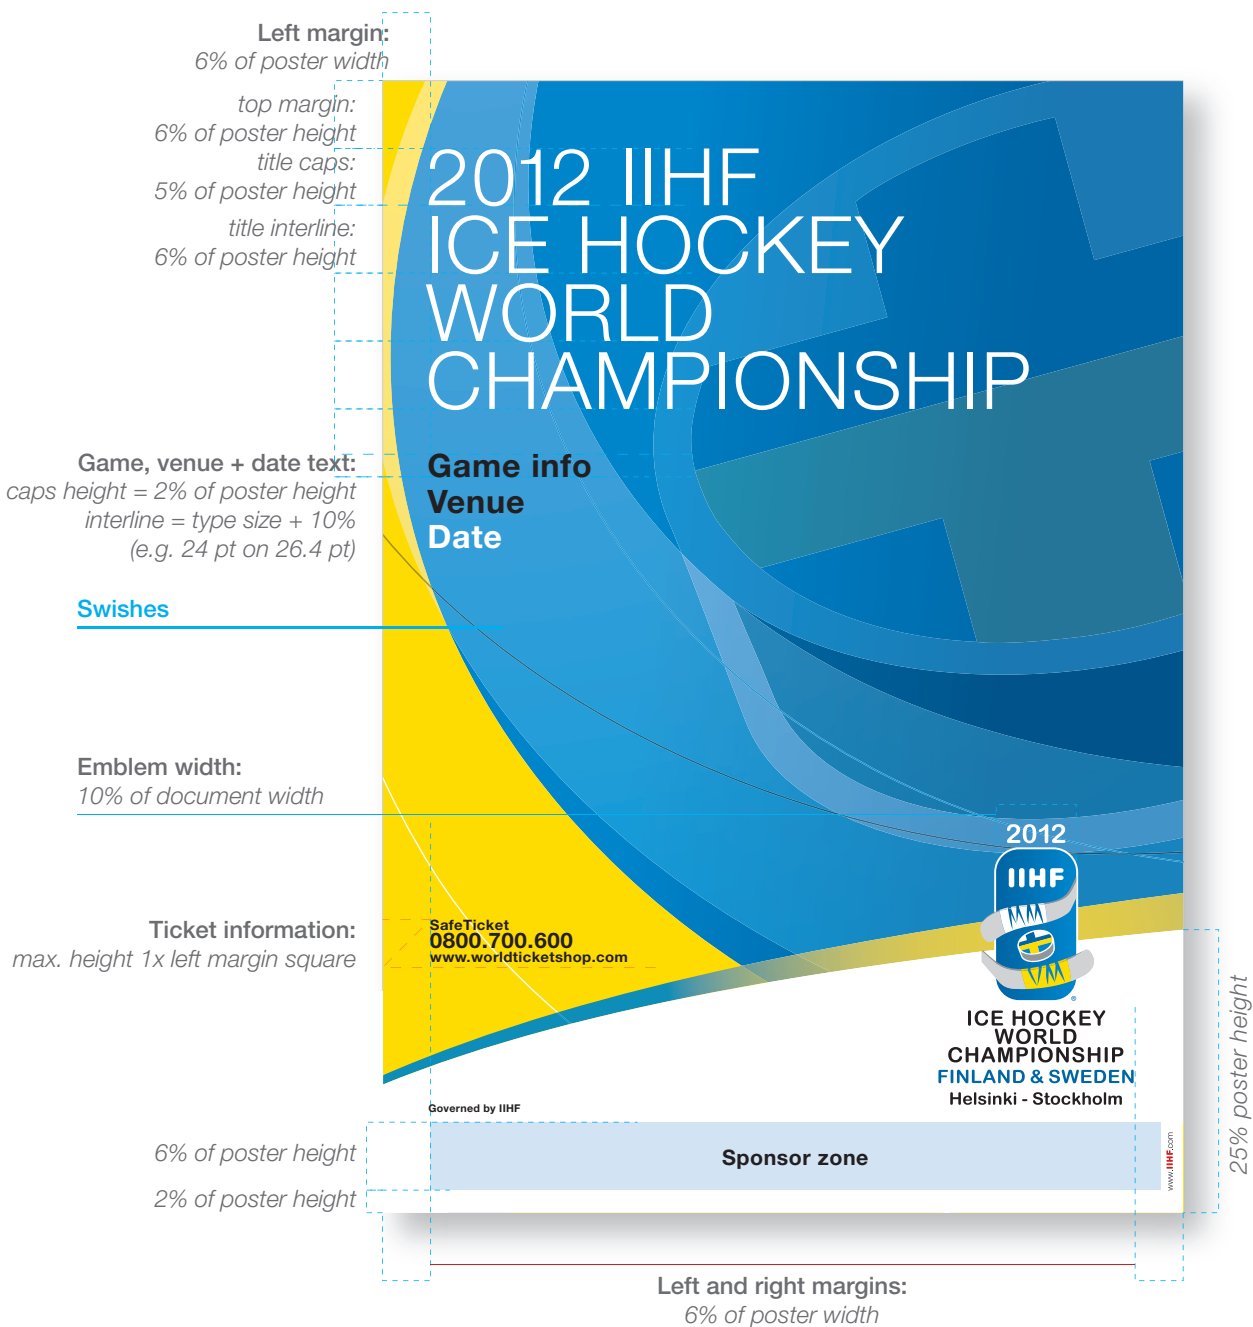 Left margin:
6% of poster width
top margin:
6% of poster height
title caps:
5% of poster height
title interline:
6% of poster height
2012 IIHF
ICE HOCKEY
WORLD
CHAMPIONSHIP
Game, venue + date text:
caps height = 2% of poster height
interline = type size + 10%
(e.g. 24 pt on 26.4 pt)
Game info
Venue
Date
Swishes
Emblem width:
10% of document width
2012
IIHF
®
ICE HOCKEY
WORLD
CHAMPIONSHIP
FINLAND & SWEDEN
Helsinki - Stockholm
Ticket information:
max. height 1x left margin square
SafeTicket
0800.700.600
www.worldticketshop.com
25% poster height
Governed by IIHF
6% of poster height
2% of poster height
Sponsor zone
www.IIHF.com
Left and right margins:
6% of poster width